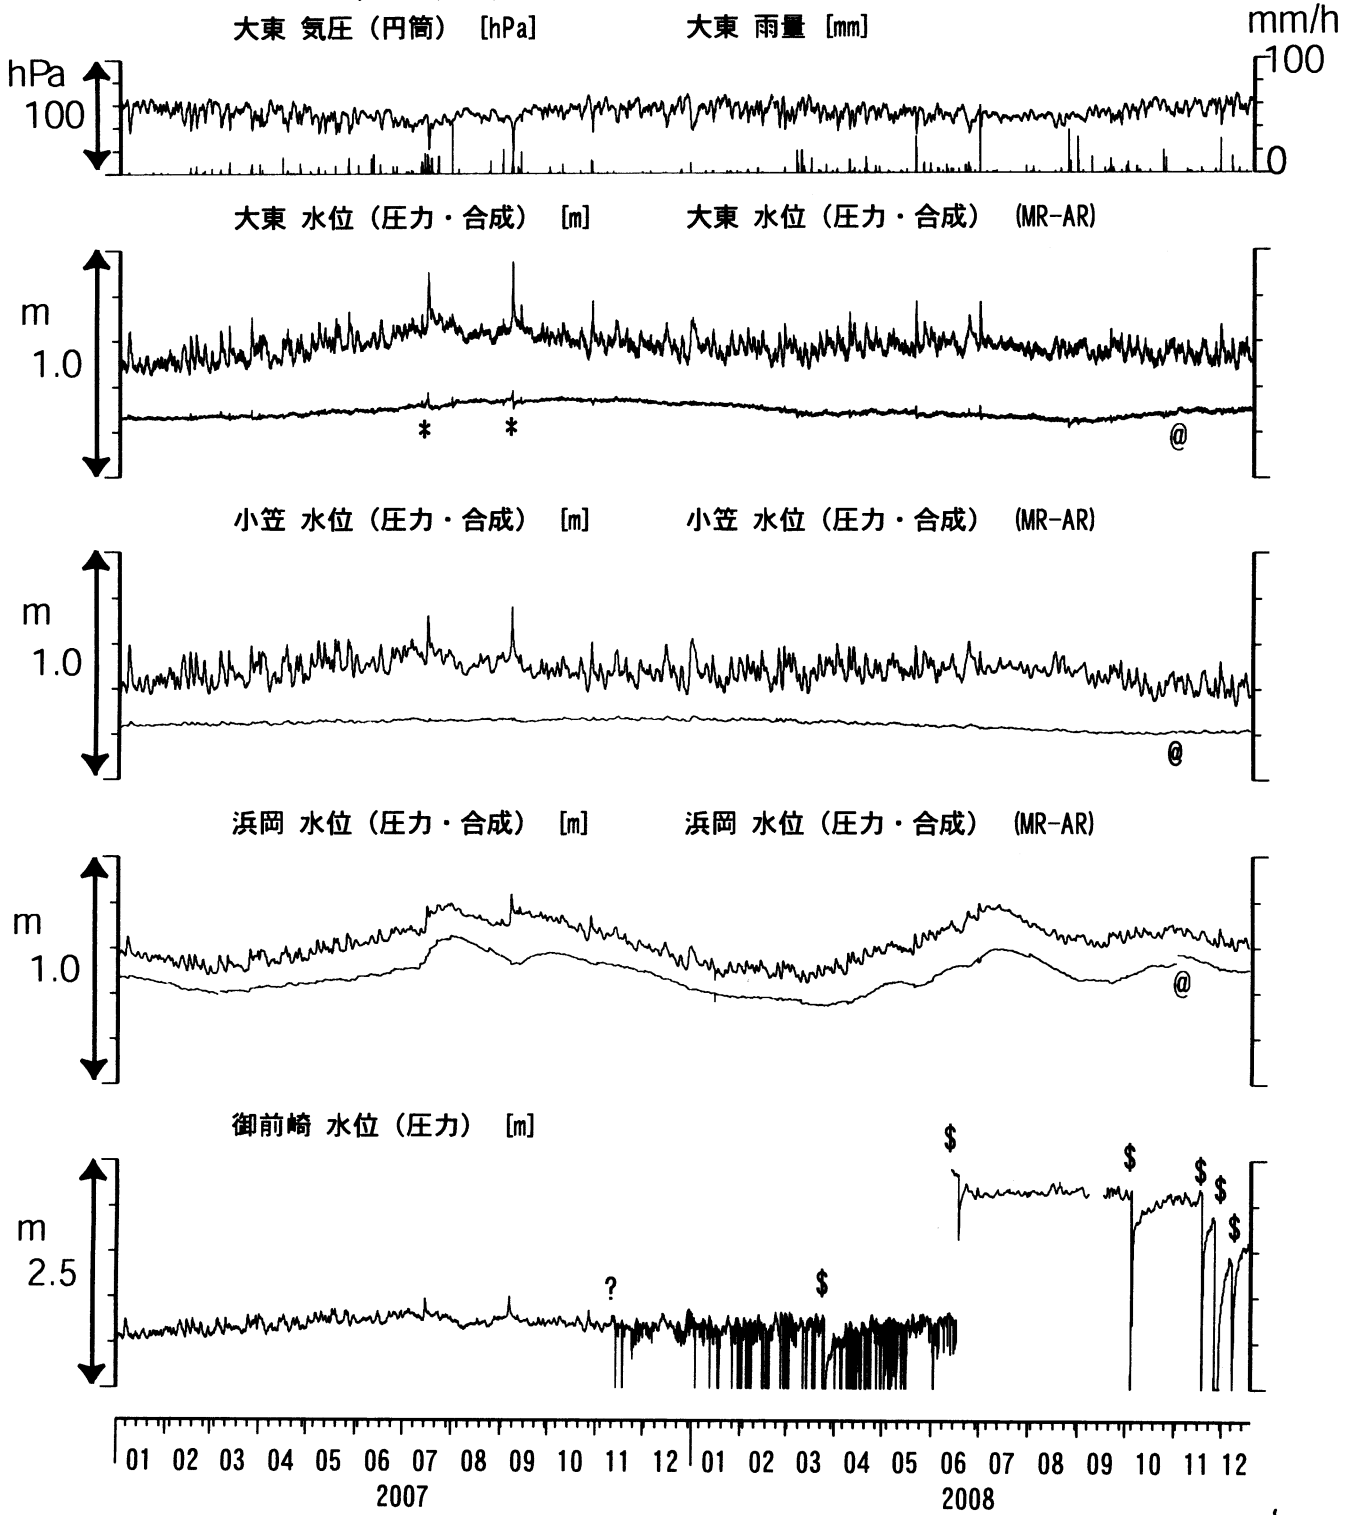 大東 気圧（円筒） [hPa] 大東 雨量 [mm]
mm/h
hPa
100
100
0
大東 水位（圧力・合成） [m] 大東 水位（圧力・合成） (MR-AR)
m
1.0
* *
@
小笠 水位（圧力・合成） [m] 小笠 水位（圧力・合成） (MR-AR)
m
1.0
@
浜岡 水位（圧力・合成） [m] 浜岡 水位（圧力・合成） (MR-AR)
m
1.0
@
御前崎 水位（圧力） [m]
$ $ $ $ $
m
2.5
? $
01 02 03 04 05 06 07 08 09 10 11 12 01 02 03 04 05 06 07 08 09 10 11 12
2007 2008